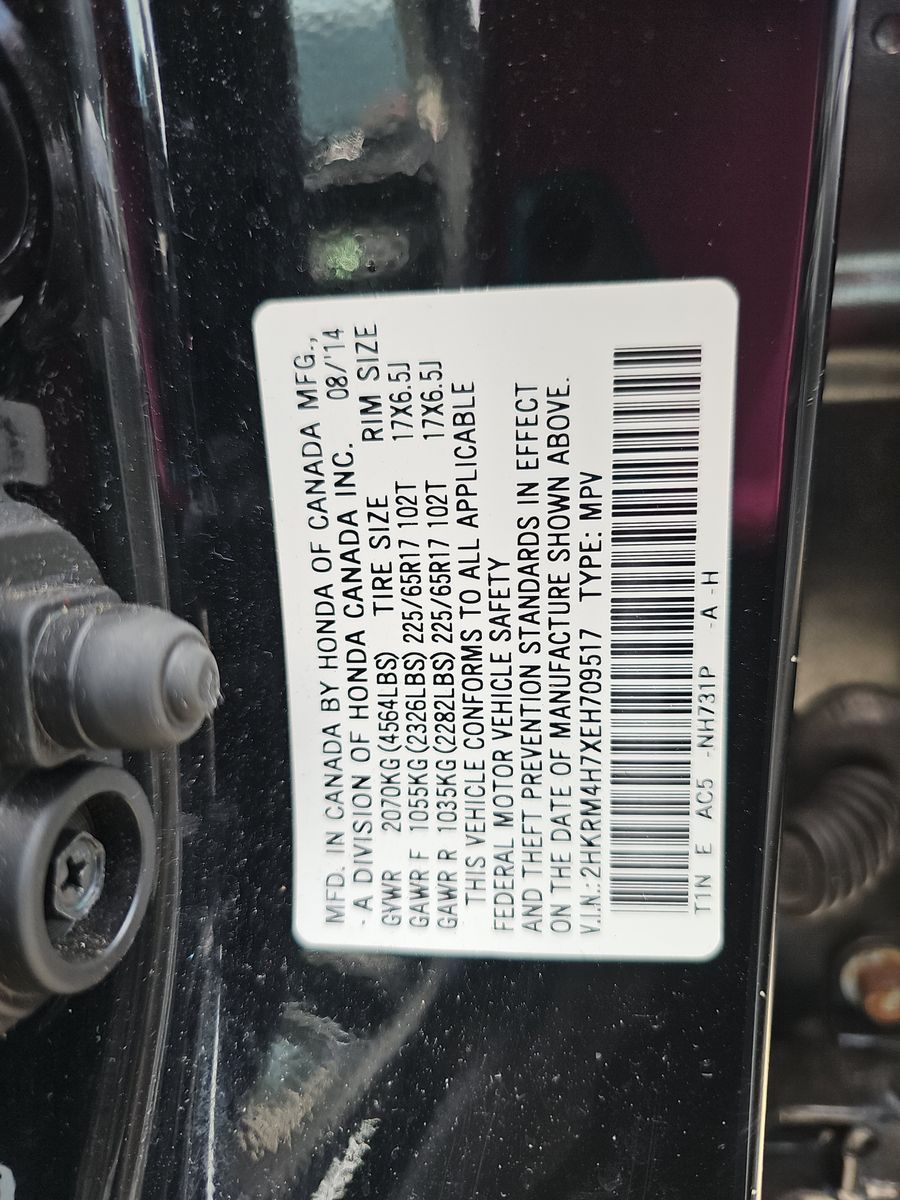 MFD. IN CANADA BY HONDA OF CANADA MFG.,
-A DIVISION OF HONDA CANADA INC. 08/'14
GVWR 2070KG(4564LBS) TIRE SIZE RIM SIZE
GAWR F 1055KG(2326LBS)225/65R17 102T 17X6.5J
GAWR R 1035KG(2282LBS)225/65R17 102T 17X6.5J
THIS VEHICLE CONFORMS TO ALL APPLICABLE
FEDERAL MOTOR VEHICLE SAFETY
AND THEFT PREVENTION STANDARDS IN EFFECT
ON THE DATE OF MANUFACTURE SHOWN ABOVE.
V.I.N.:2HKRM4H7XEH709517 TYPE: MPV
T1N E AC5 -NH731P -A -H